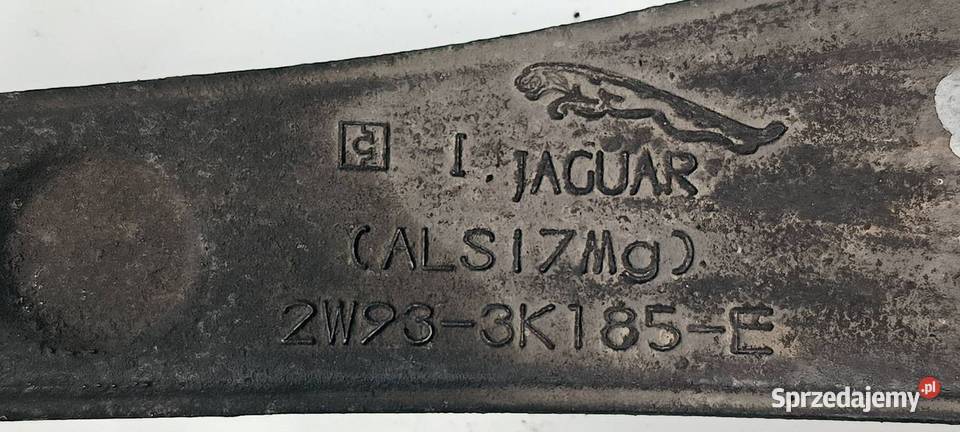 I. JAGUAR
(ALSI7Mg)
2W93-3K185-E
Sprzedajemy.pl